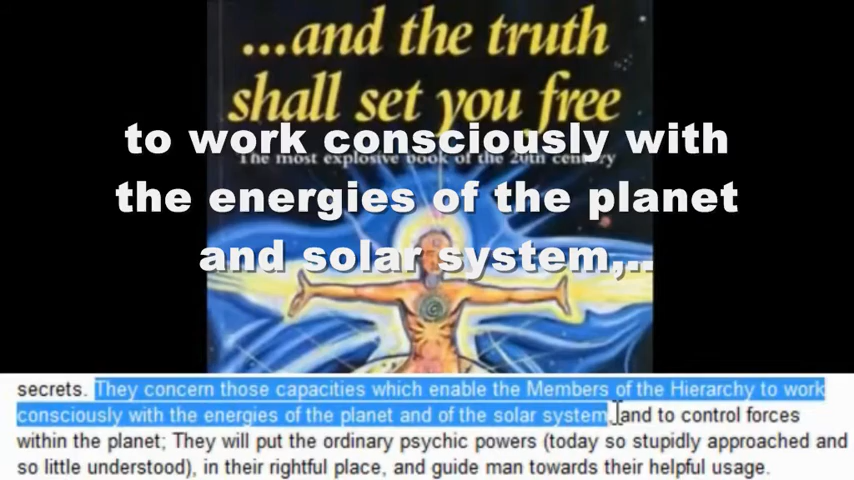 ...and the truth
shall set you free
to work consciously with
The most explosive book of the 20th century
the energies of the planet
and solar system,..
secrets. They concern those capacities which enable the Members of the Hierarchy to work
consciously with the energies of the planet and of the solar system, and to control forces
within the planet; They will put the ordinary psychic powers (today so stupidly approached and
so little understood), in their rightful place, and guide man towards their helpful usage.